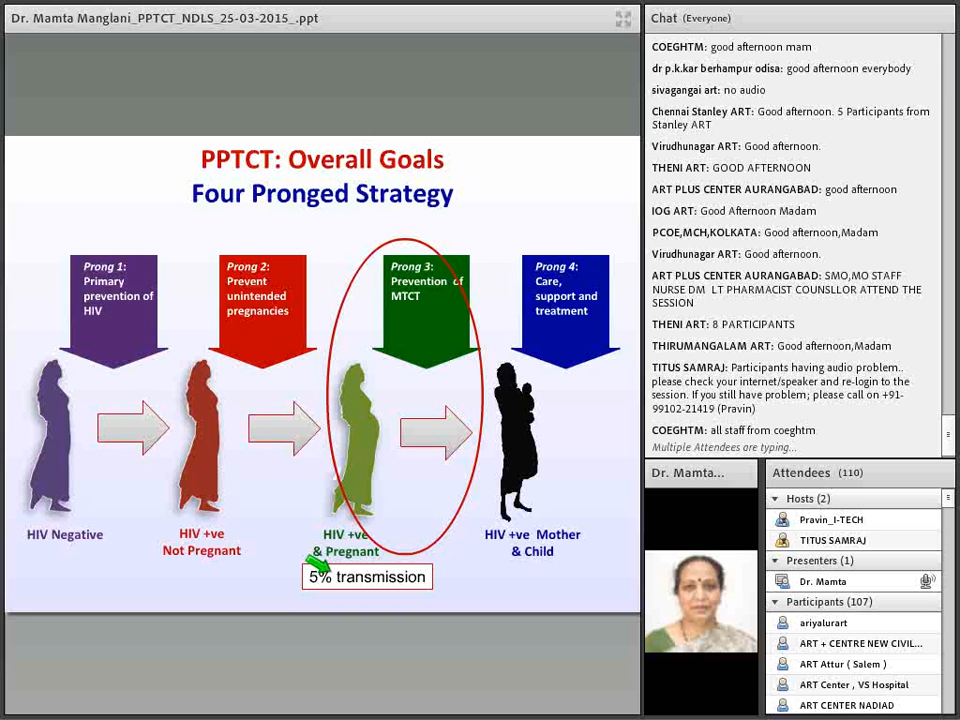 Dr. Mamta Manglani_PPTCT_NDLS_25-03-2015_.ppt
PPTCT: Overall Goals
Four Pronged Strategy
Prong 1:
Primary
prevention of
HIV
Prong 2:
Prevent
unintended
pregnancies
Prong 3:
Prevention of
MTCT
Prong 4:
Care,
support and
treatment
HIV Negative
HIV +ve
Not Pregnant
HIV +ve
& Pregnant
HIV +ve Mother
& Child
5% transmission
Chat (Everyone)
COEGHTM: good afternoon mam
dr p.k.kar berhampur odisa: good afternoon everybody
sivagangai art: no audio
Chennai Stanley ART: Good afternoon. 5 Participants from
Stanley ART
Virudhunagar ART: Good afternoon.
THENI ART: GOOD AFTERNOON
ART PLUS CENTER AURANGABAD: good afternoon
IOG ART: Good Afternoon Madam
PCOE,MCH,KOLKATA: Good afternoon,Madam
Virudhunagar ART: Good afternoon.
ART PLUS CENTER AURANGABAD: SMO,MO STAFF
NURSE DM LT PHARMACIST COUNSLLOR ATTEND THE
SESSION
THENI ART: 8 PARTICIPANTS
THIRUMANGALAM ART: Good afternoon,Madam
TITUS SAMRAJ: Participants having audio problem..
please check your internet/speaker and re-login to the
session. If you still have problem; please call on +91-
99102-21419 (Pravin)
COEGHTM: all staff from coeghtm
Multiple Attendees are typing...
Dr. Mamta...
Attendees (110)
Hosts (2)
Pravin_I-TECH
TITUS SAMRAJ
Presenters (1)
Dr. Mamta
Participants (107)
ariyalurart
ART + CENTRE NEW CIVIL...
ART Attur ( Salem )
ART Center , VS Hospital
ART CENTER NADIAD